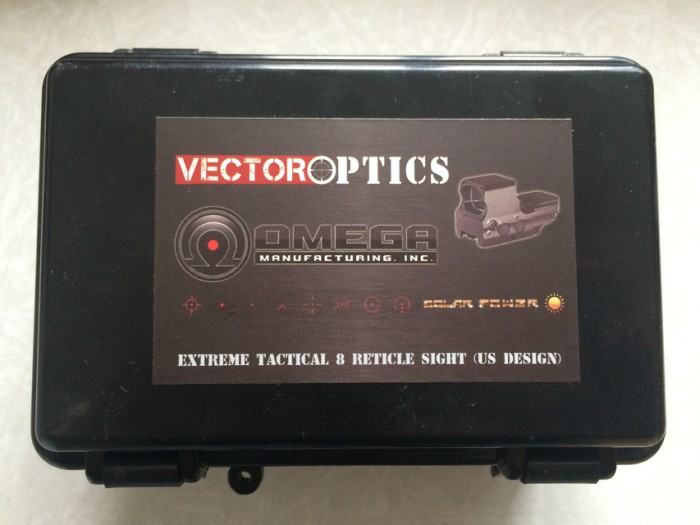 VECTOROPTICS
OMEGA
MANUFACTURING, INC.
SOLAR POWER
EXTREME TACTICAL 8 RETICLE SIGHT (US DESIGN)